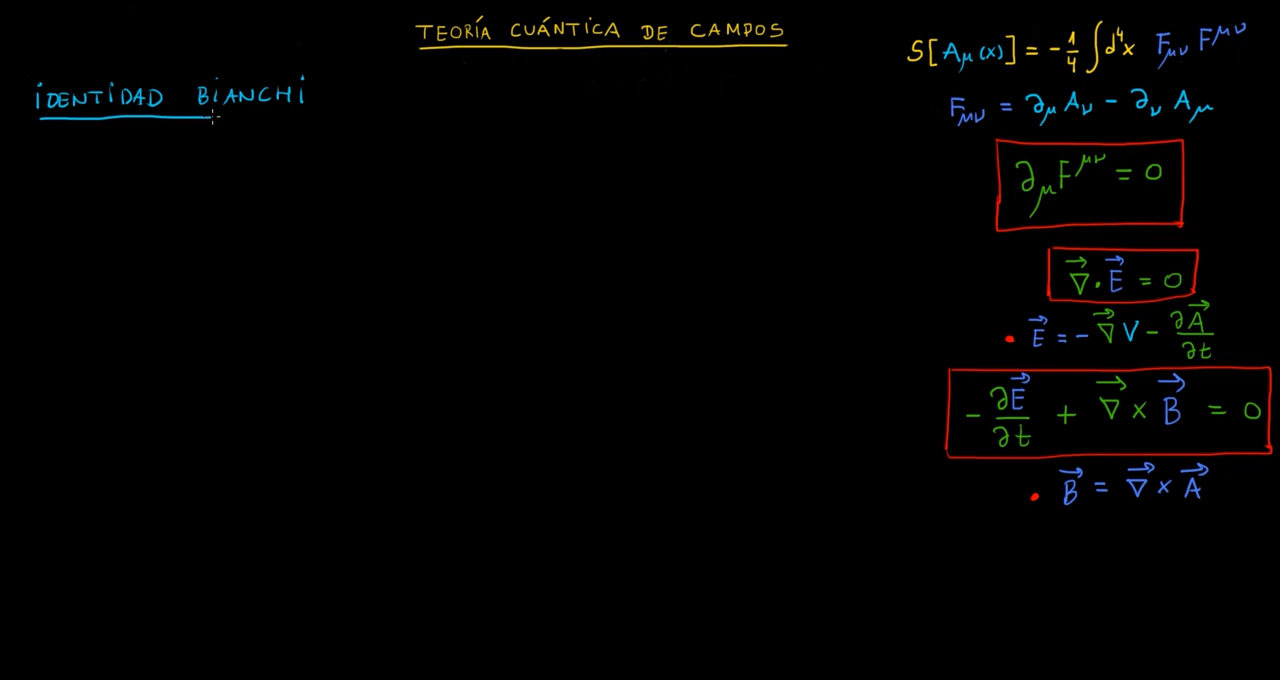 TEORÍA CUÁNTICA DE CAMPOS
iDENTIDAD BiANCHi
S[Aμ(x)] = -1/4 ∫d⁴x F_μν F^μν
F_μν = ∂_μ A_ν - ∂_ν A_μ
∂_μ F^μν = 0
∇⃗ · E⃗ = 0
• E⃗ = -∇⃗ V - ∂A⃗/∂t
-∂E⃗/∂t + ∇⃗ × B⃗ = 0
• B⃗ = ∇⃗ × A⃗